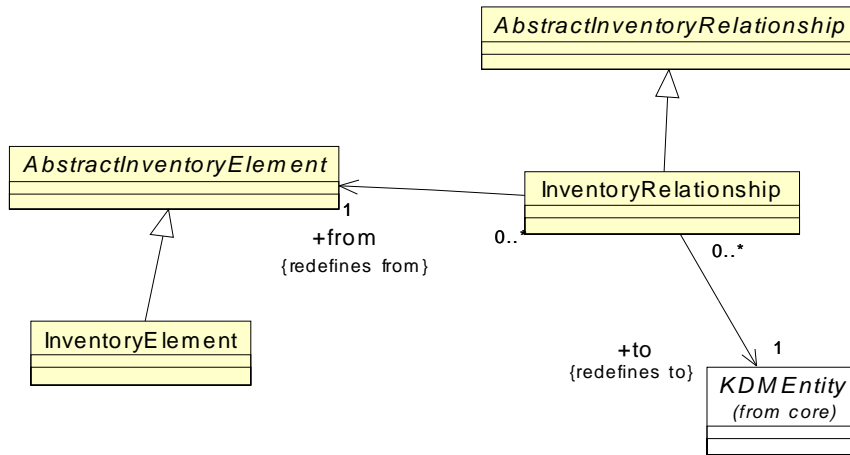 AbstractInventoryRelationship
AbstractInventoryElement
InventoryRelationship
1
+from
{redefines from}
0..*
0..*
InventoryElement
+to
{redefines to}
1
KDMEntity
(from core)